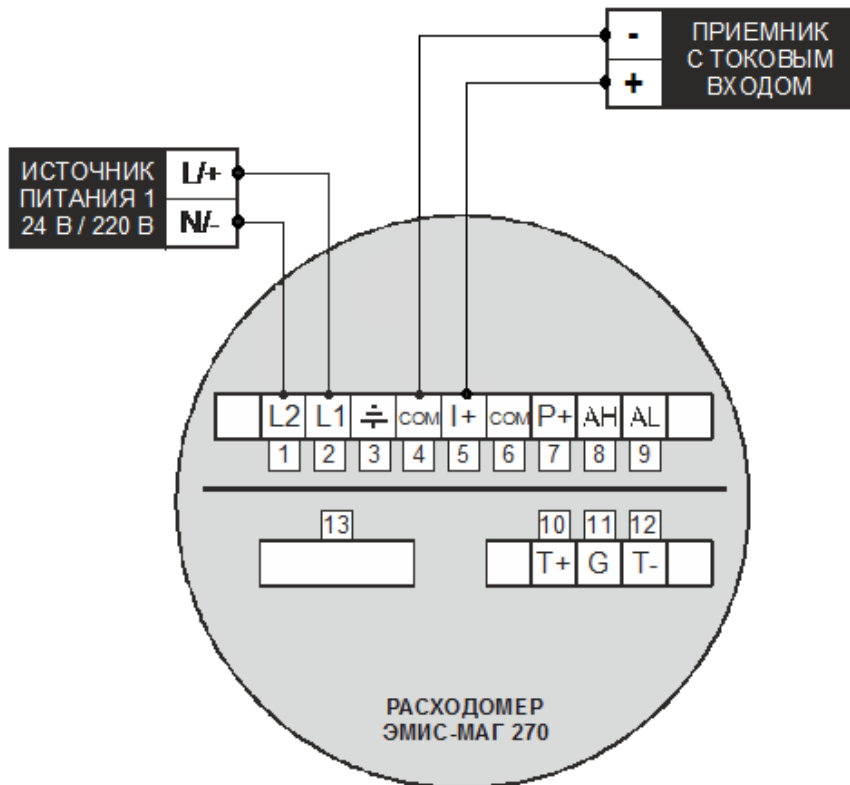 -
+
ПРИЕМНИК
С ТОКОВЫМ
ВХОДОМ
ИСТОЧНИК
ПИТАНИЯ 1
24 В / 220 В
L/+
N/-
L2 L1 COM I+ COM P+ AH AL
1 2 3 4 5 6 7 8 9
13
10 11 12
T+ G T-
РАСХОДОМЕР
ЭМИС-МАГ 270